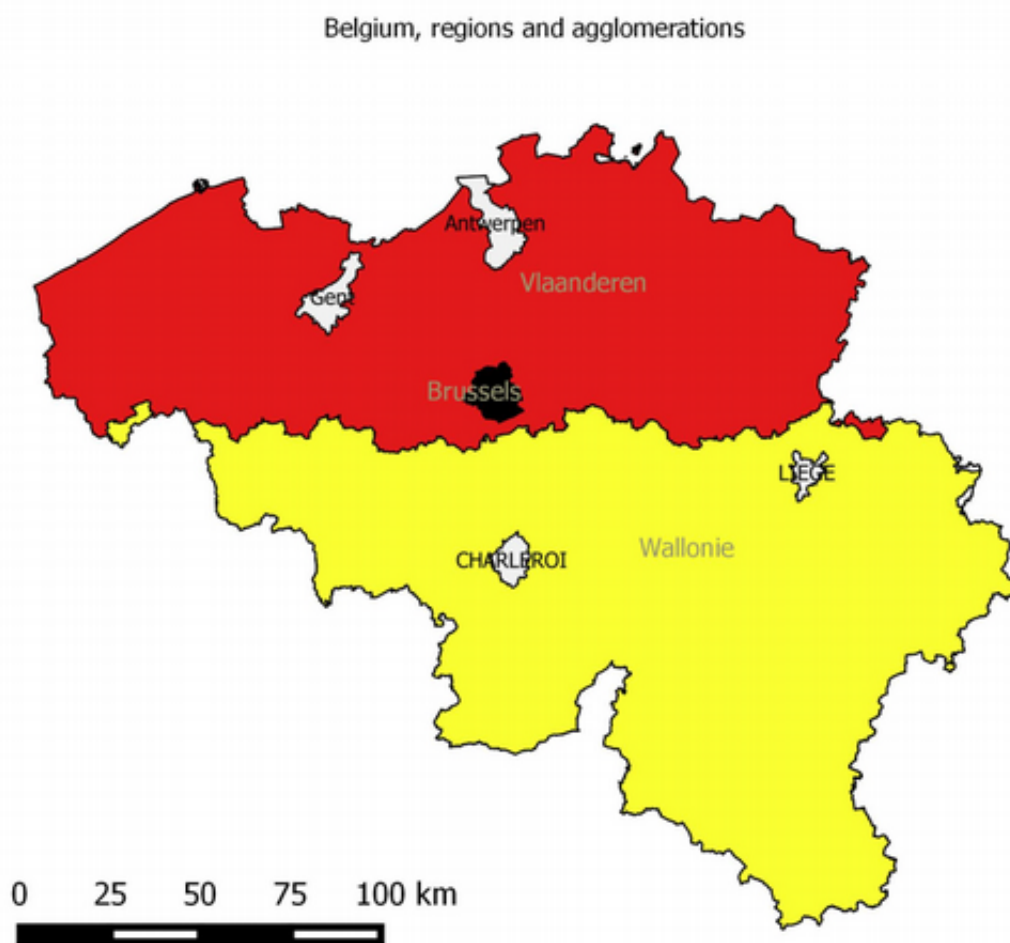 Belgium, regions and agglomerations
Antwerpen
Vlaanderen
Gent
Brussels
LIEGE
Wallonie
CHARLEROI
0 25 50 75 100 km